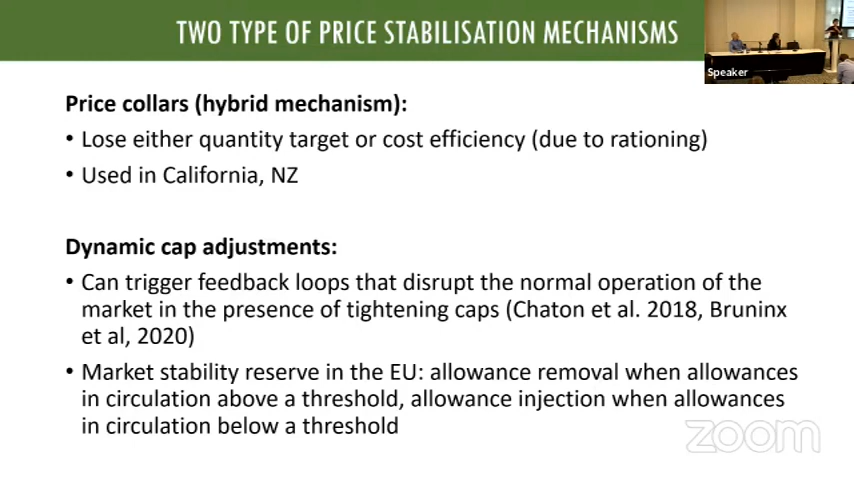 TWO TYPE OF PRICE STABILISATION MECHANISMS
Speaker
Price collars (hybrid mechanism):
• Lose either quantity target or cost efficiency (due to rationing)
• Used in California, NZ
Dynamic cap adjustments:
• Can trigger feedback loops that disrupt the normal operation of the
market in the presence of tightening caps (Chaton et al. 2018, Bruninx
et al, 2020)
• Market stability reserve in the EU: allowance removal when allowances
in circulation above a threshold, allowance injection when allowances
in circulation below a threshold
zoom